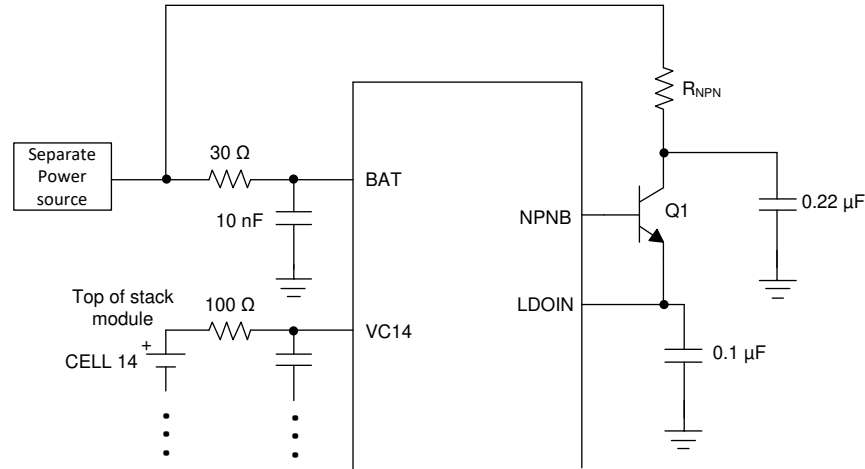 R_NPN
Separate
Power
source
30 Ω
BAT
10 nF
NPNB
Q1
0.22 µF
Top of stack
module
100 Ω
LDOIN
VC14
+
CELL 14
0.1 µF